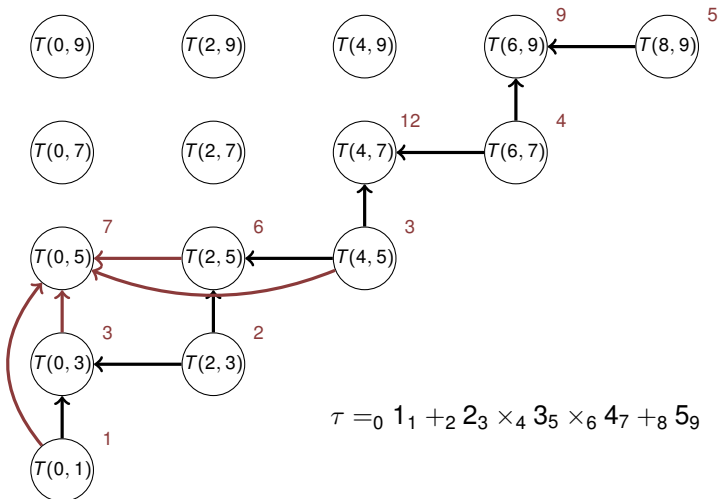 9 5
T(0, 9) T(2, 9) T(4, 9) T(6, 9) T(8, 9)
12 4
T(0, 7) T(2, 7) T(4, 7) T(6, 7)
7 6 3
T(0, 5) T(2, 5) T(4, 5)
3 2
T(0, 3) T(2, 3)
τ =₀ 1₁ +₂ 2₃ ×₄ 3₅ ×₆ 4₇ +₈ 5₉
1
T(0, 1)